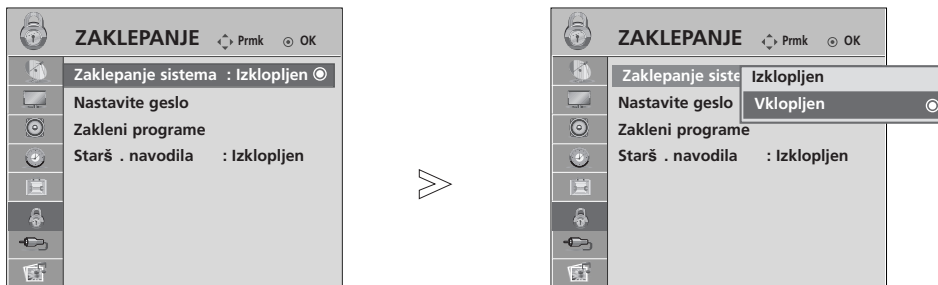 ZAKLEPANJE Prmk OK
Zaklepanje sistema : Izklopljen
Nastavite geslo
Zakleni programe
Starš . navodila : Izklopljen
ZAKLEPANJE Prmk OK
Zaklepanje siste
Izklopljen
Nastavite geslo
Vklopljen
Zakleni programe
Starš . navodila : Izklopljen